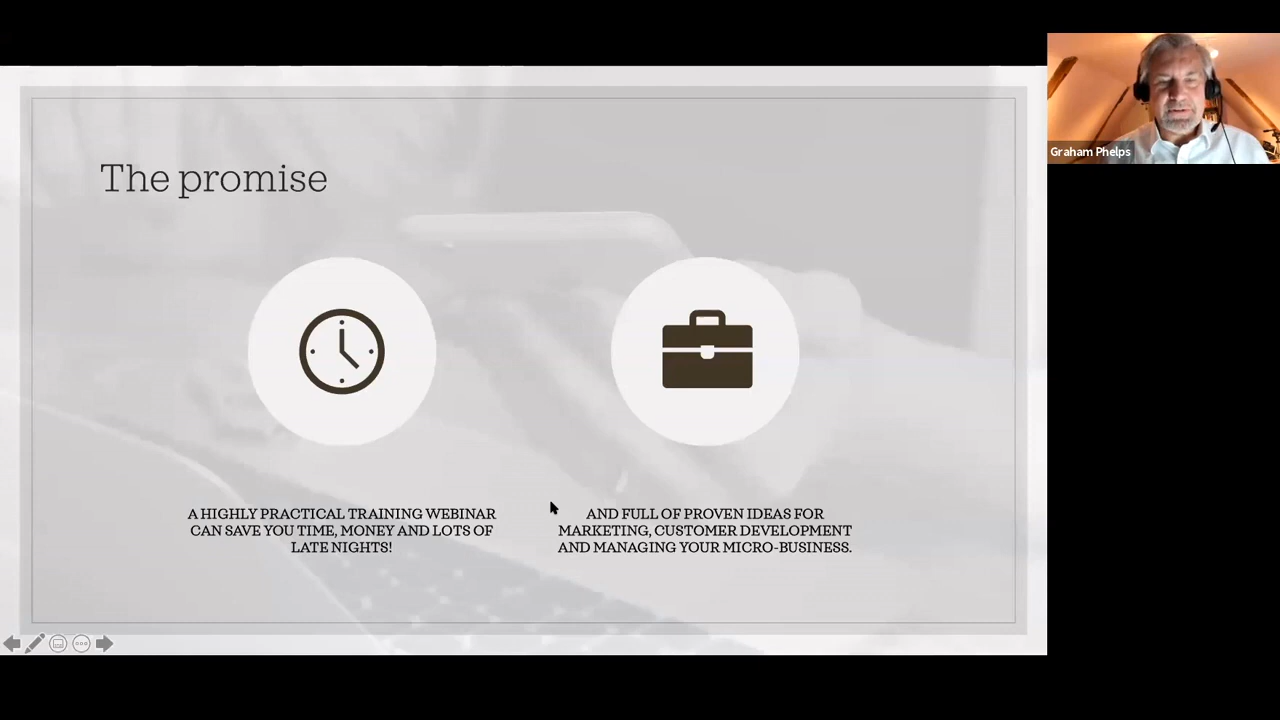 The promise
A HIGHLY PRACTICAL TRAINING WEBINAR
CAN SAVE YOU TIME, MONEY AND LOTS OF
LATE NIGHTS!
AND FULL OF PROVEN IDEAS FOR
MARKETING, CUSTOMER DEVELOPMENT
AND MANAGING YOUR MICRO-BUSINESS.
Graham Phelps